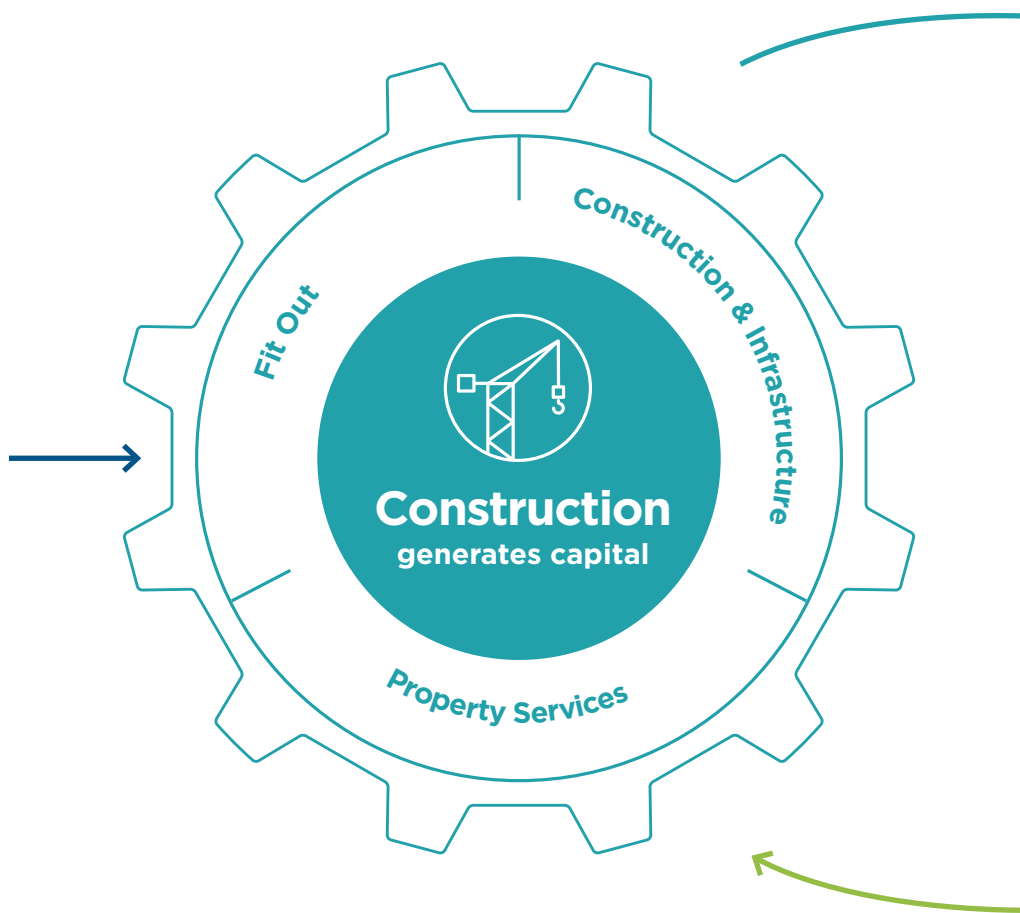 Fit Out
Construction & Infrastructure
Construction
generates capital
Property Services